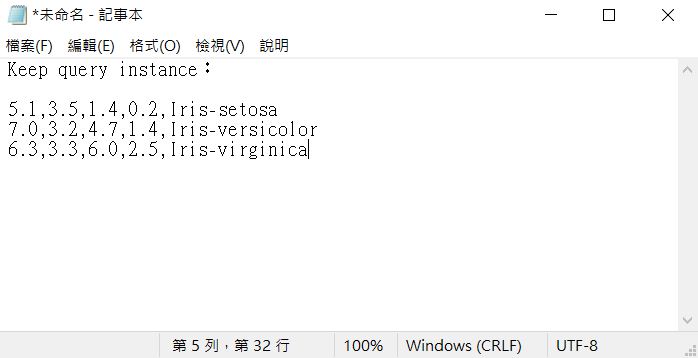 *未命名 - 記事本
檔案(F) 編輯(E) 格式(O) 檢視(V) 說明
Keep query instance：
5.1,3.5,1.4,0.2,Iris-setosa
7.0,3.2,4.7,1.4,Iris-versicolor
6.3,3.3,6.0,2.5,Iris-virginica
第 5 列，第 32 行 100% Windows (CRLF) UTF-8